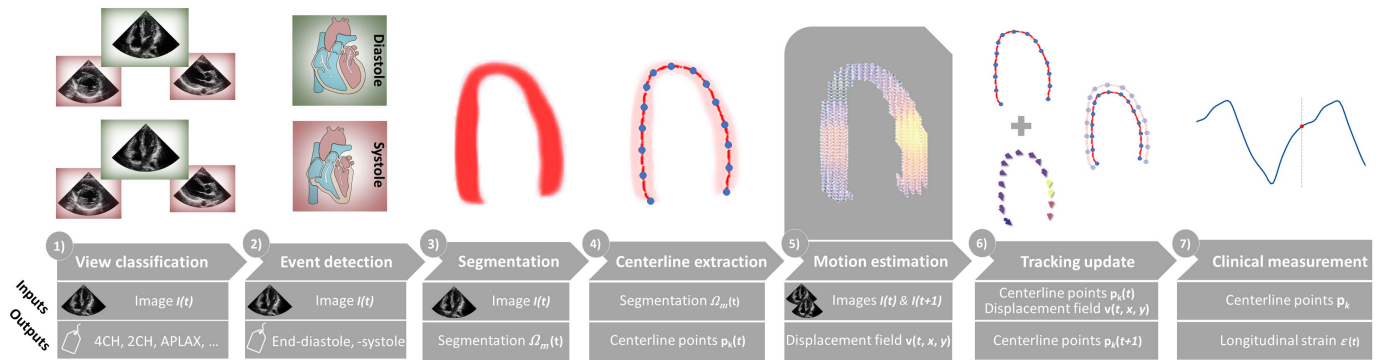 Diastole
Systole
1)
View classification
2)
Event detection
3)
Segmentation
4)
Centerline extraction
5)
Motion estimation
6)
Tracking update
7)
Clinical measurement
Inputs
Image I(t)
Image I(t)
Image I(t)
Segmentation Ωm(t)
Images I(t) & I(t+1)
Centerline points pk(t)
Displacement field v(t, x, y)
Centerline points pk
Outputs
4CH, 2CH, APLAX, ...
End-diastole, -systole
Segmentation Ωm(t)
Centerline points pk(t)
Displacement field v(t, x, y)
Centerline points pk(t+1)
Longitudinal strain ε(t)